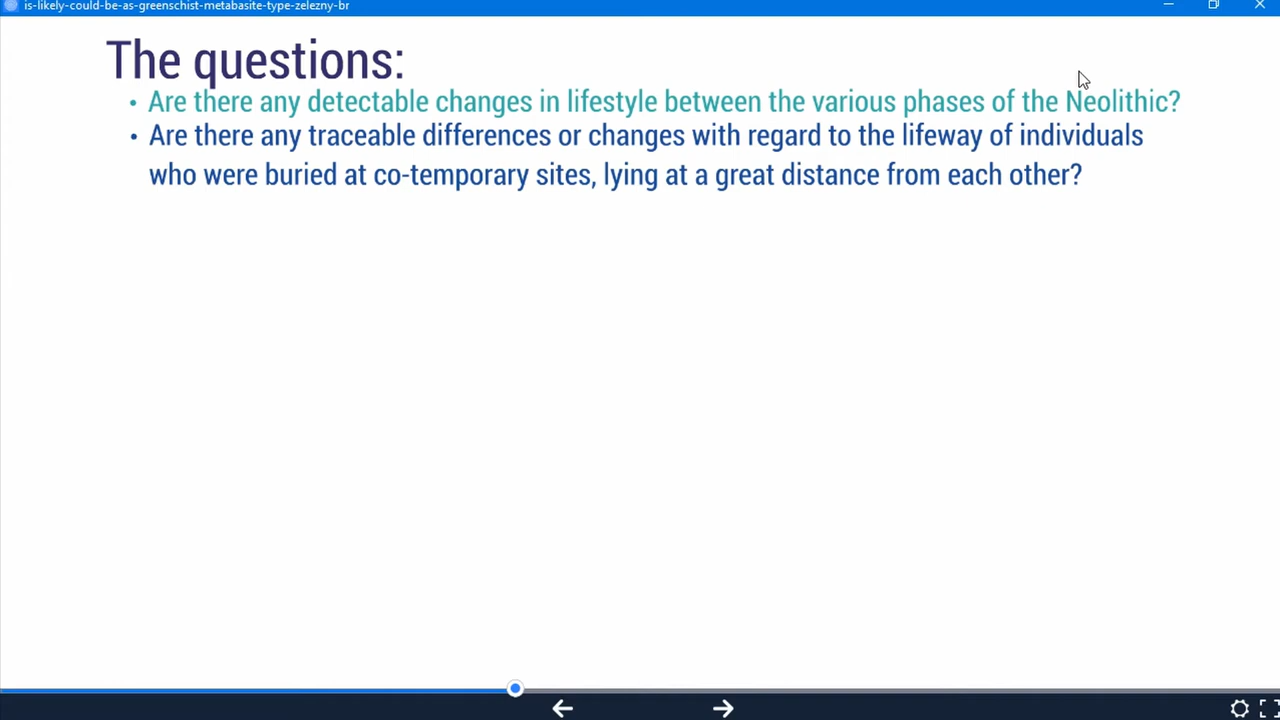 is-likely-could-be-as-greenschist-metabasite-type-zelezny-br
The questions:
• Are there any detectable changes in lifestyle between the various phases of the Neolithic?
• Are there any traceable differences or changes with regard to the lifeway of individuals
who were buried at co-temporary sites, lying at a great distance from each other?